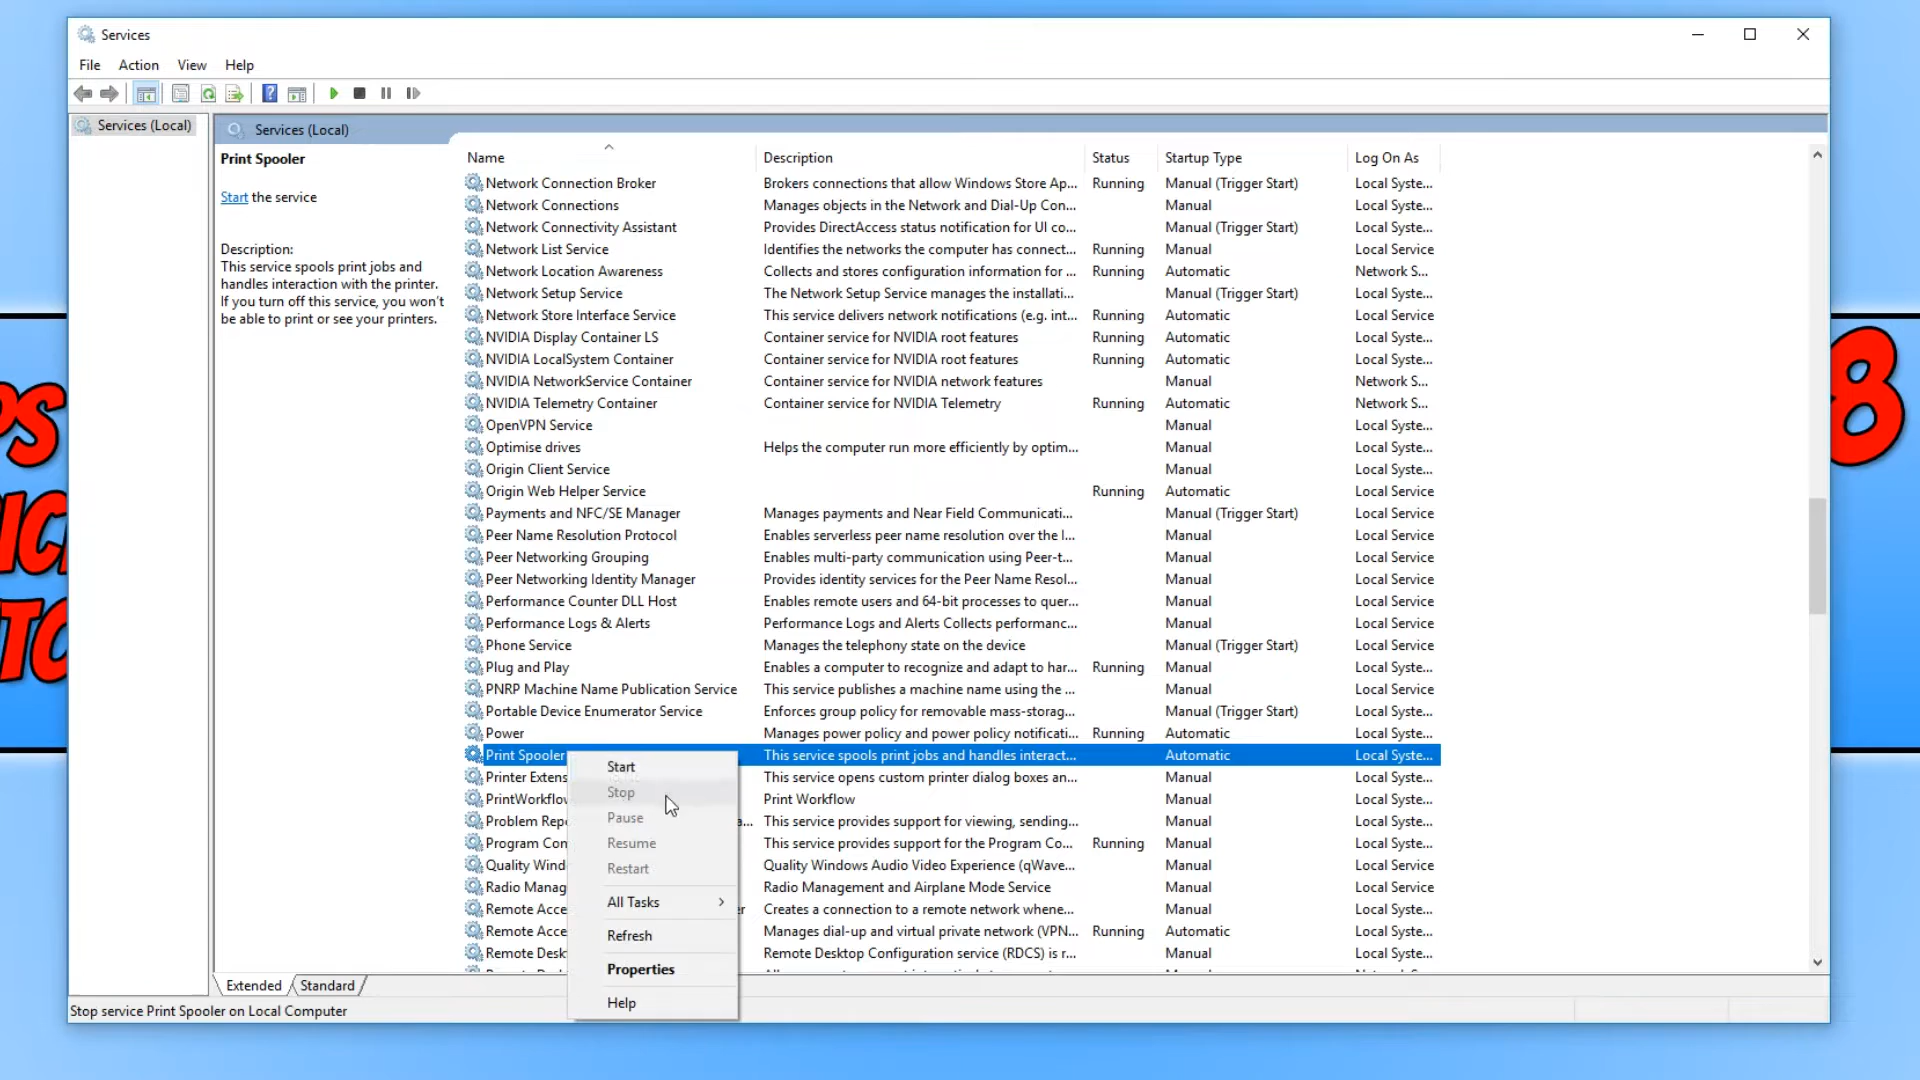 Services
File Action View Help
Services (Local)
Services (Local)
Print Spooler
Start the service
Description:
This service spools print jobs and
handles interaction with the printer.
If you turn off this service, you won't
be able to print or see your printers.
Name Description Status Startup Type Log On As
Network Connection Broker Brokers connections that allow Windows Store Ap... Running Manual (Trigger Start) Local Syste...
Network Connections Manages objects in the Network and Dial-Up Con... Manual Local Syste...
Network Connectivity Assistant Provides DirectAccess status notification for UI co... Manual (Trigger Start) Local Syste...
Network List Service Identifies the networks the computer has connect... Running Manual Local Service
Network Location Awareness Collects and stores configuration information for ... Running Automatic Network S...
Network Setup Service The Network Setup Service manages the installati... Manual (Trigger Start) Local Syste...
Network Store Interface Service This service delivers network notifications (e.g. int... Running Automatic Local Service
NVIDIA Display Container LS Container service for NVIDIA root features Running Automatic Local Syste...
NVIDIA LocalSystem Container Container service for NVIDIA root features Running Automatic Local Syste...
NVIDIA NetworkService Container Container service for NVIDIA network features Manual Network S...
NVIDIA Telemetry Container Container service for NVIDIA Telemetry Running Automatic Network S...
OpenVPN Service Manual Local Syste...
Optimise drives Helps the computer run more efficiently by optim... Manual Local Syste...
Origin Client Service Manual Local Syste...
Origin Web Helper Service Running Automatic Local Service
Payments and NFC/SE Manager Manages payments and Near Field Communicati... Manual (Trigger Start) Local Service
Peer Name Resolution Protocol Enables serverless peer name resolution over the I... Manual Local Service
Peer Networking Grouping Enables multi-party communication using Peer-t... Manual Local Service
Peer Networking Identity Manager Provides identity services for the Peer Name Resol... Manual Local Service
Performance Counter DLL Host Enables remote users and 64-bit processes to quer... Manual Local Service
Performance Logs & Alerts Performance Logs and Alerts Collects performanc... Manual Local Service
Phone Service Manages the telephony state on the device Manual (Trigger Start) Local Service
Plug and Play Enables a computer to recognize and adapt to har... Running Manual Local Syste...
PNRP Machine Name Publication Service This service publishes a machine name using the ... Manual Local Service
Portable Device Enumerator Service Enforces group policy for removable mass-storag... Manual (Trigger Start) Local Syste...
Power Manages power policy and power policy notificati... Running Automatic Local Syste...
Print Spooler This service spools print jobs and handles interact... Automatic Local Syste...
Printer Extens This service opens custom printer dialog boxes an... Manual Local Syste...
PrintWorkflow Print Workflow Manual Local Syste...
Problem Repo a... This service provides support for viewing, sending... Manual Local Syste...
Program Com This service provides support for the Program Co... Running Manual Local Syste...
Quality Wind Quality Windows Audio Video Experience (qWave... Manual Local Service
Radio Manag Radio Management and Airplane Mode Service Manual Local Service
Remote Acce er Creates a connection to a remote network whene... Manual Local Syste...
Remote Acce Manages dial-up and virtual private network (VPN... Running Automatic Local Syste...
Remote Desk Remote Desktop Configuration service (RDCS) is r... Manual Local Syste...
Start
Stop
Pause
Resume
Restart
All Tasks
Refresh
Properties
Help
Extended Standard
Stop service Print Spooler on Local Computer
8